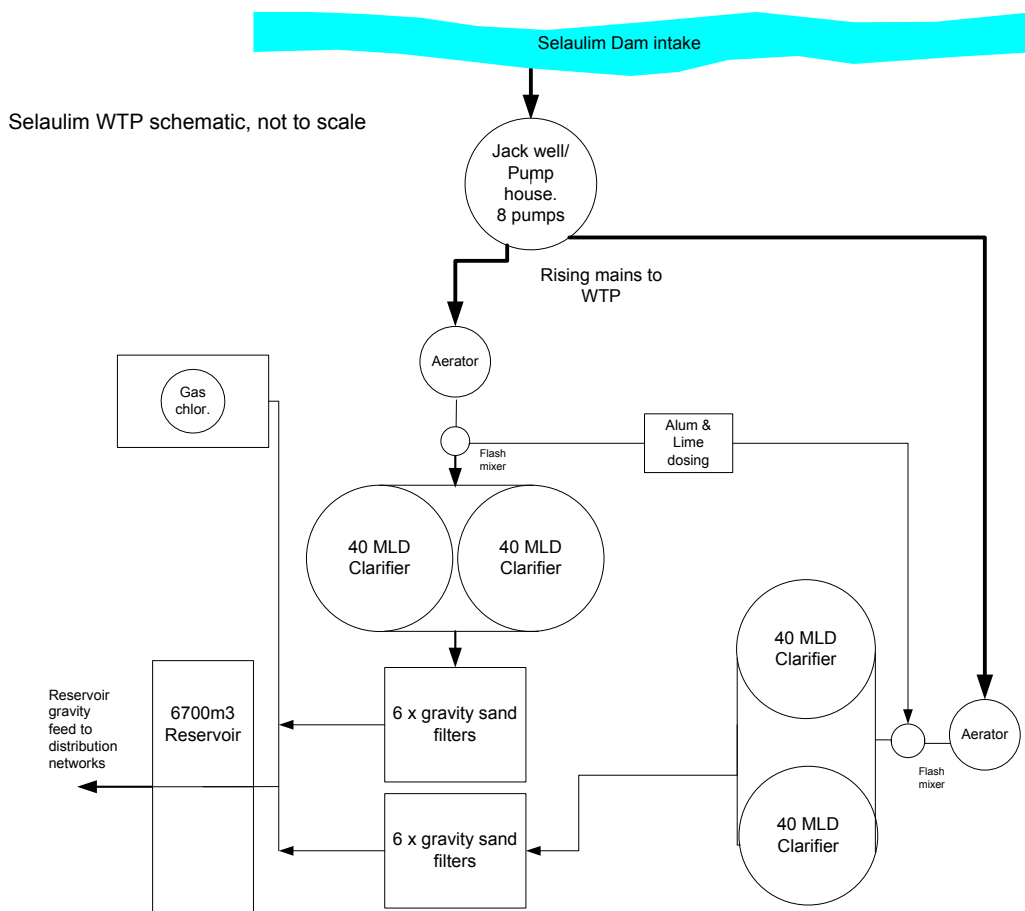 Selaulim Dam intake
Selaulim WTP schematic, not to scale
Jack well/
Pump
house.
8 pumps
Rising mains to
WTP
Aerator
Gas
chlor.
Flash
mixer
Alum &
Lime
dosing
40 MLD
Clarifier
40 MLD
Clarifier
40 MLD
Clarifier
Reservoir
gravity
feed to
distribution
networks
6700m3
Reservoir
6 x gravity sand
filters
Aerator
Flash
mixer
6 x gravity sand
filters
40 MLD
Clarifier